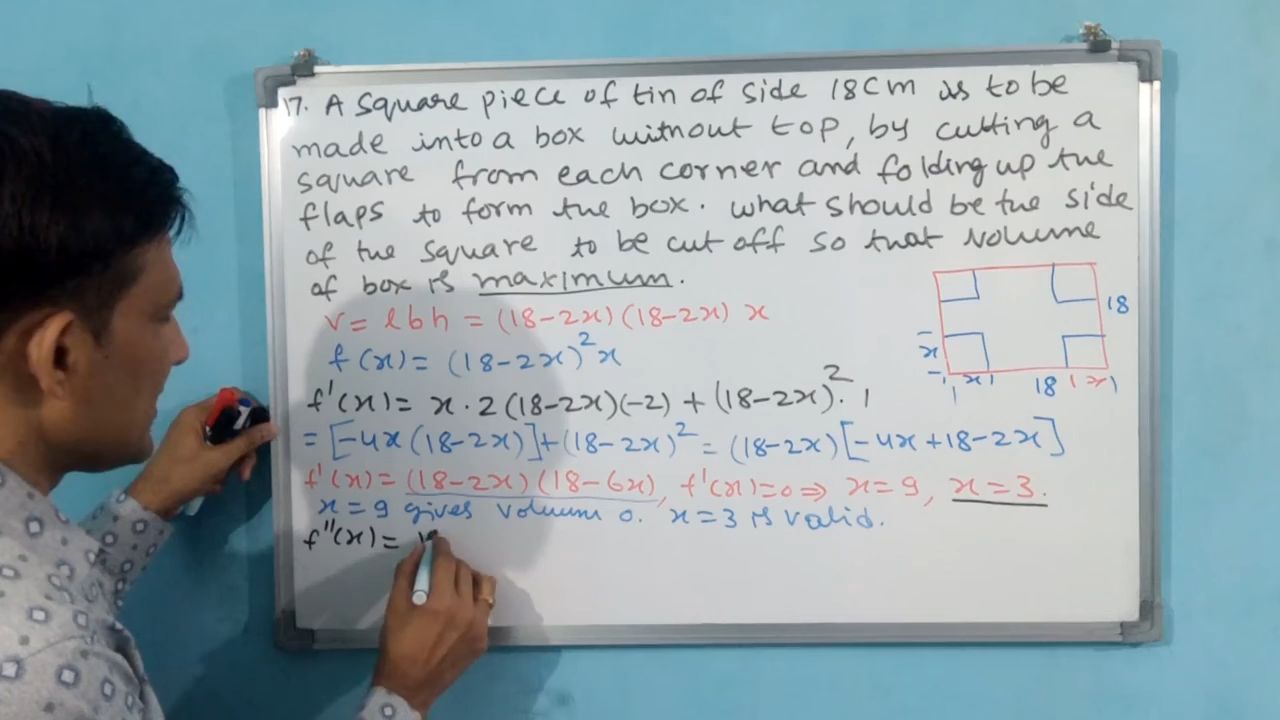 17. A square piece of tin of side 18cm is to be
made into a box without top, by cutting a
square from each corner and folding up the
flaps to form the box. what should be the side
of the square to be cut off so that volume
of box is maximum.
V = lbh = (18-2x)(18-2x) x
f(x) = (18-2x)²x
f'(x) = x·2(18-2x)(-2) + (18-2x)²·1
= [-4x(18-2x)]+(18-2x)² = (18-2x)[-4x+18-2x]
f'(x) = (18-2x)(18-6x), f'(x)=0 ⇒ x=9, x=3.
x=9 gives volume 0. x=3 is valid.
f''(x) =
18
x
x 18 x